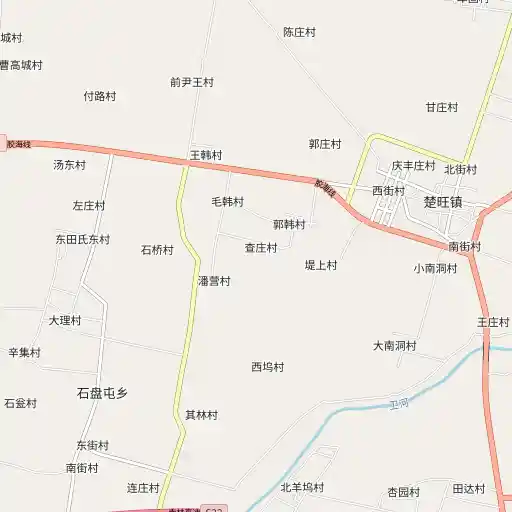 陈庄村
城村
曹高城村
前尹王村
付路村
甘庄村
胶海线
王韩村
郭庄村
汤东村
庆丰庄村
北街村
胶海线
西街村
左庄村
毛韩村
楚旺镇
郭韩村
东田氏东村
石桥村
查庄村
南街村
堤上村
小南洞村
潘营村
大理村
王庄村
辛集村
大南洞村
西坞村
石盘屯乡
石瓮村
卫河
其林村
东街村
南街村
连庄村
北羊坞村
杏园村
田达村
S22